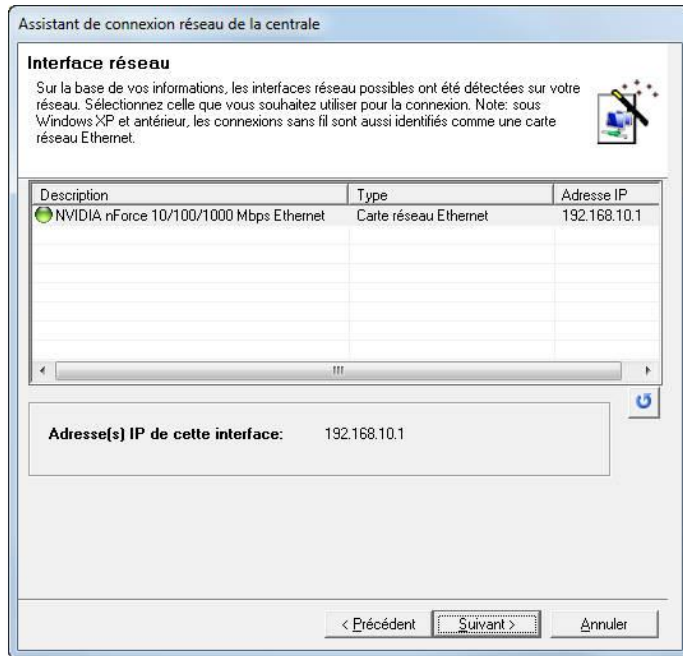 Assistant de connexion réseau de la centrale
Interface réseau
Sur la base de vos informations, les interfaces réseau possibles ont été détectées sur votre
réseau. Sélectionnez celle que vous souhaitez utiliser pour la connexion. Note: sous
Windows XP et antérieur, les connexions sans fil sont aussi identifiés comme une carte
réseau Ethernet.
Description Type Adresse IP
NVIDIA nForce 10/100/1000 Mbps Ethernet Carte réseau Ethernet 192.168.10.1
Adresse(s) IP de cette interface: 192.168.10.1
< Précédent Suivant > Annuler